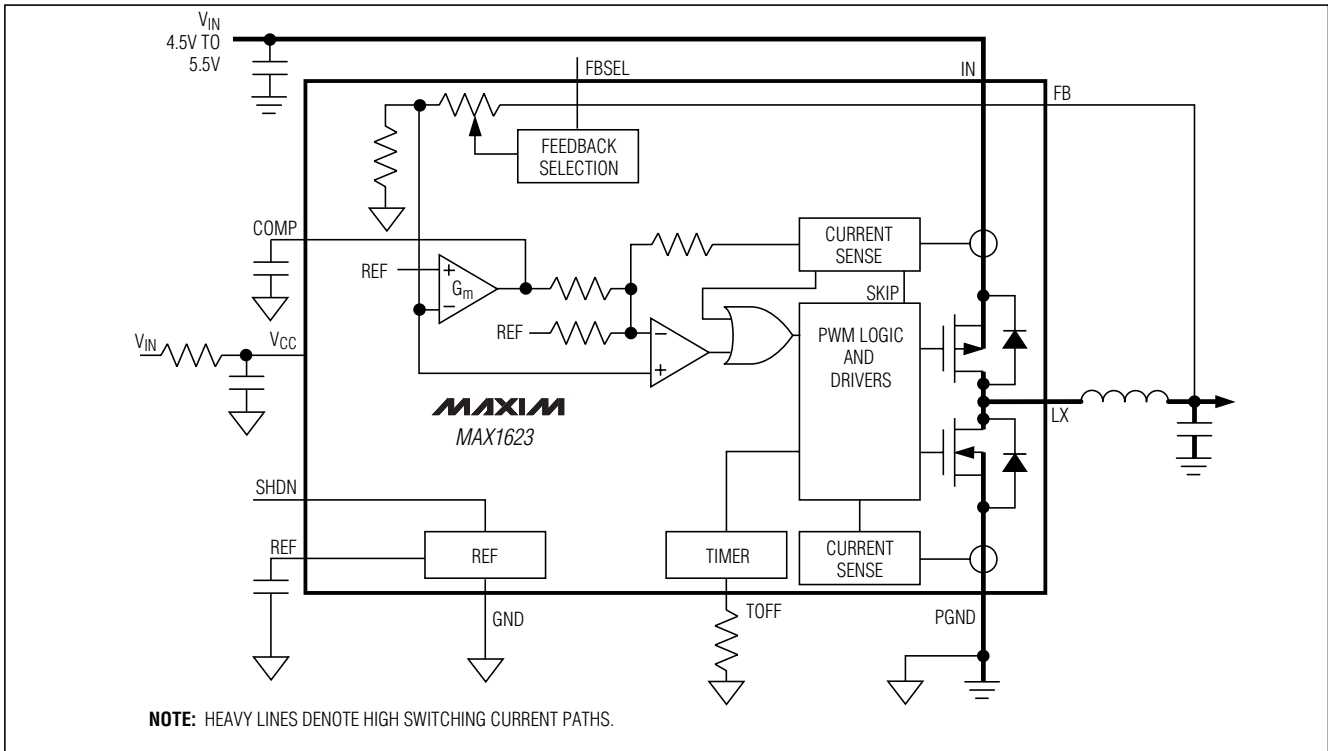 VIN
4.5V TO
5.5V
FBSEL
IN
FB
FEEDBACK
SELECTION
COMP
CURRENT
SENSE
REF
+
Gm
−
SKIP
REF
−
+
PWM LOGIC
AND
DRIVERS
VIN
VCC
MAXIM
MAX1623
LX
SHDN
REF
REF
TIMER
CURRENT
SENSE
GND
TOFF
PGND
NOTE: HEAVY LINES DENOTE HIGH SWITCHING CURRENT PATHS.